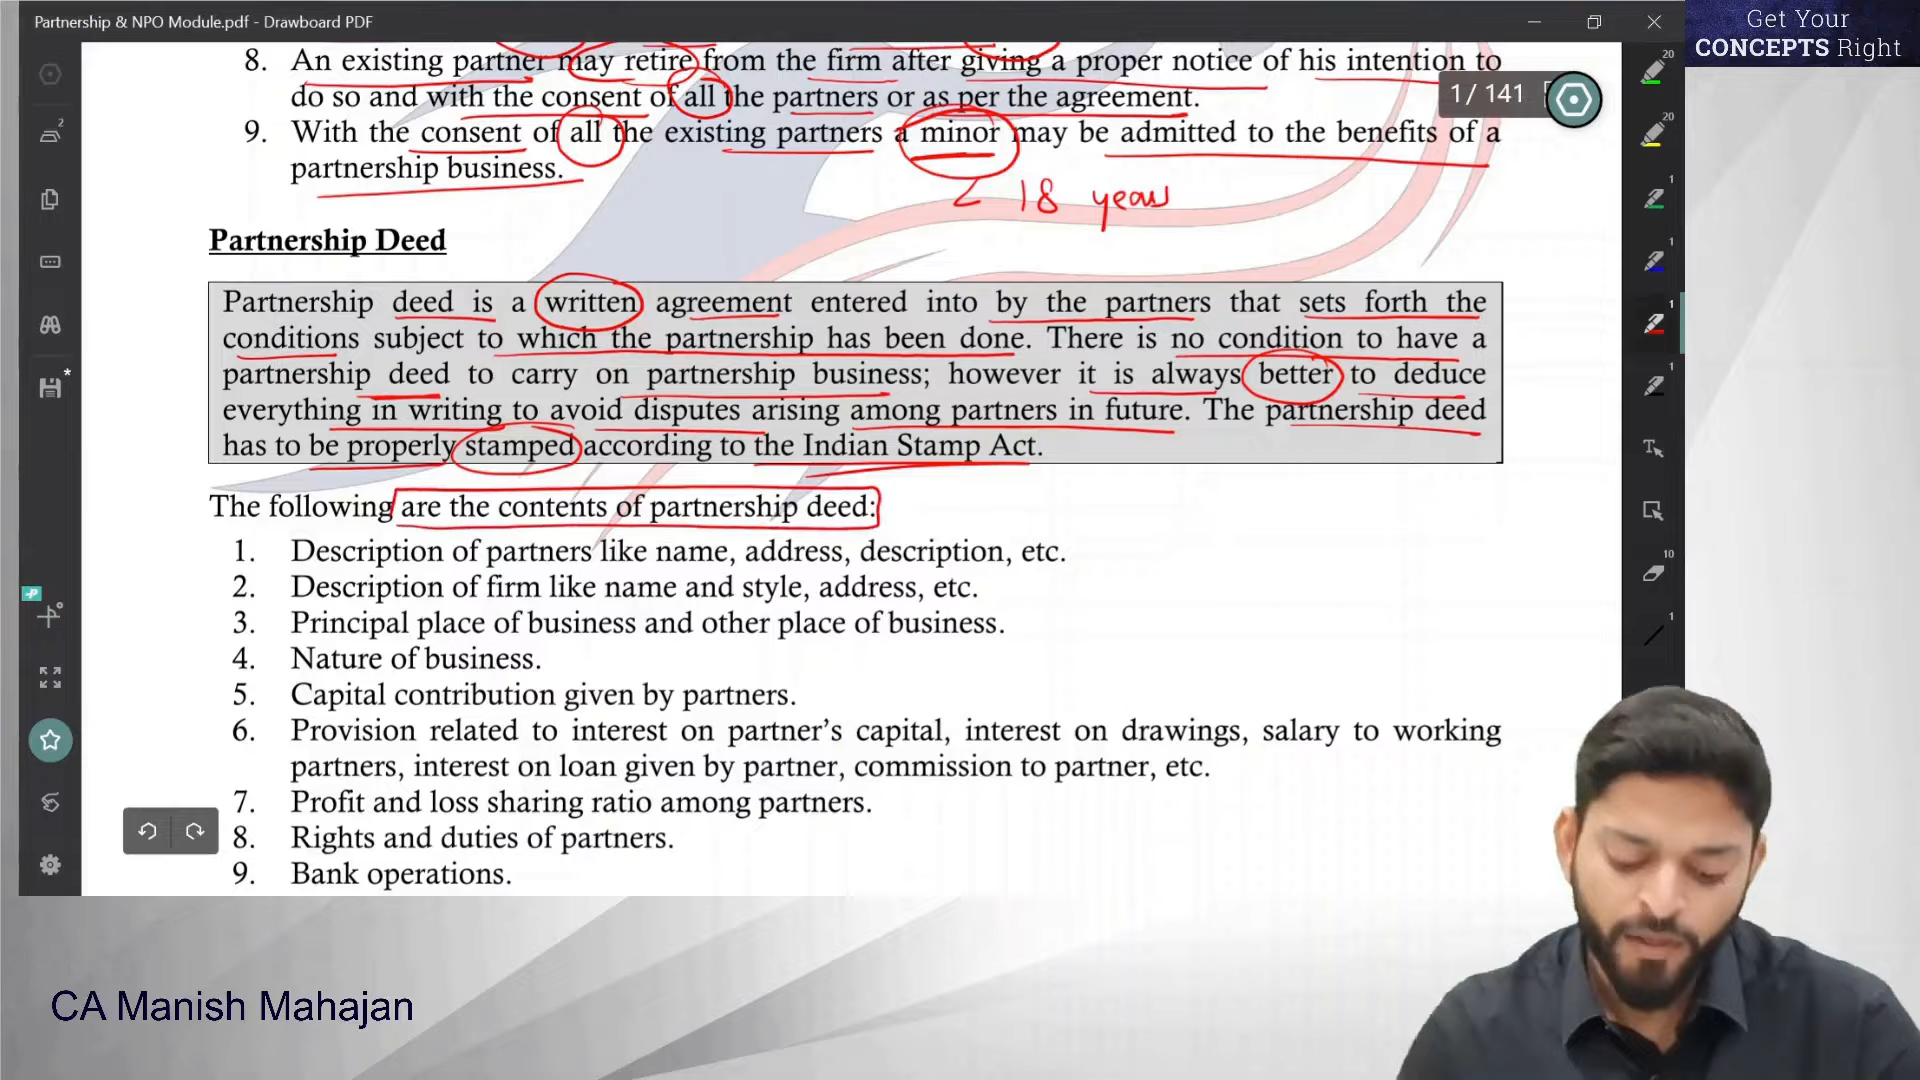 Partnership & NPO Module.pdf - Drawboard PDF
Get Your
CONCEPTS Right
8. An existing partner may retire from the firm after giving a proper notice of his intention to
do so and with the consent of all the partners or as per the agreement.
1 / 141
9. With the consent of all the existing partners a minor may be admitted to the benefits of a
partnership business.
< 18 years
Partnership Deed
Partnership deed is a written agreement entered into by the partners that sets forth the
conditions subject to which the partnership has been done. There is no condition to have a
partnership deed to carry on partnership business; however it is always better to deduce
everything in writing to avoid disputes arising among partners in future. The partnership deed
has to be properly stamped according to the Indian Stamp Act.
The following are the contents of partnership deed:
1. Description of partners like name, address, description, etc.
2. Description of firm like name and style, address, etc.
3. Principal place of business and other place of business.
4. Nature of business.
5. Capital contribution given by partners.
6. Provision related to interest on partner’s capital, interest on drawings, salary to working
partners, interest on loan given by partner, commission to partner, etc.
7. Profit and loss sharing ratio among partners.
8. Rights and duties of partners.
9. Bank operations.
CA Manish Mahajan
2
20
20
1
1
1
1
10
1